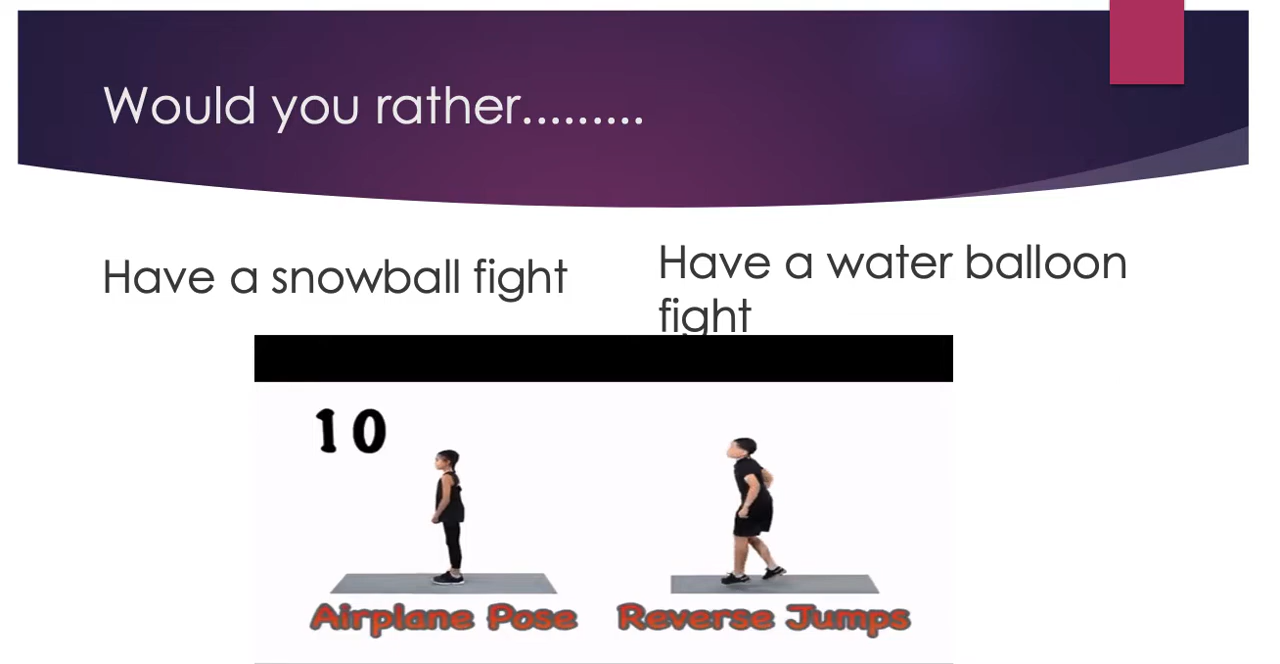 Would you rather.........
Have a snowball fight
Have a water balloon
fight
10
Airplane Pose
Reverse Jumps